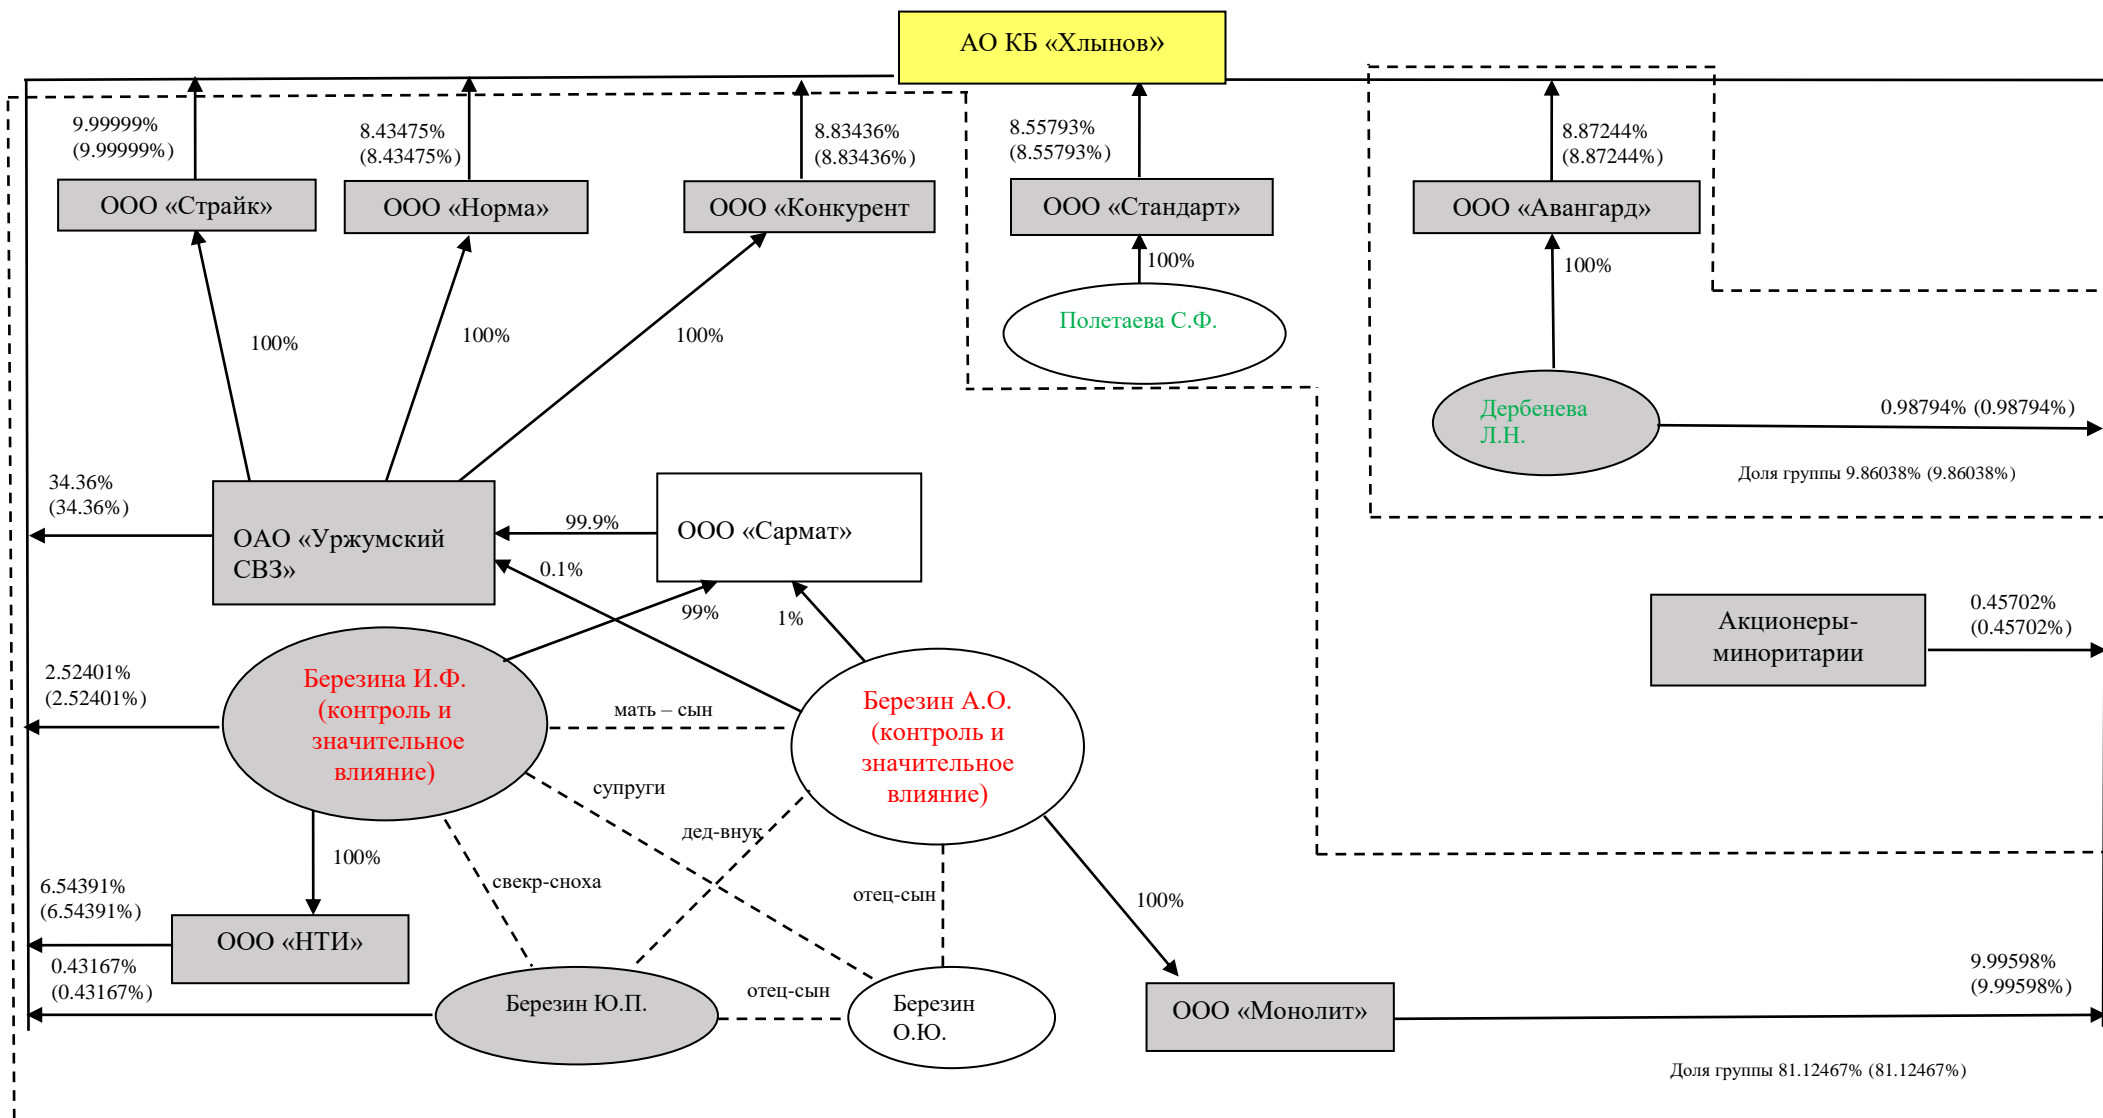 АО КБ «Хлынов»
9.99999%
(9.99999%)
8.43475%
(8.43475%)
8.83436%
(8.83436%)
8.55793%
(8.55793%)
8.87244%
(8.87244%)
ООО «Страйк»
ООО «Норма»
ООО «Конкурент
ООО «Стандарт»
ООО «Авангард»
100%
100%
Полетаева С.Ф.
100%
100%
100%
Дербенева
Л.Н.
0.98794% (0.98794%)
Доля группы 9.86038% (9.86038%)
34.36%
(34.36%)
ОАО «Уржумский
СВЗ»
99.9%
ООО «Сармат»
0.1%
99%
1%
Акционеры-
миноритарии
0.45702%
(0.45702%)
2.52401%
(2.52401%)
Березина И.Ф.
(контроль и
значительное
влияние)
мать – сын
Березин А.О.
(контроль и
значительное
влияние)
супруги
дед-внук
100%
свекр-сноха
отец-сын
100%
6.54391%
(6.54391%)
ООО «НТИ»
0.43167%
(0.43167%)
Березин Ю.П.
отец-сын
Березин
О.Ю.
ООО «Монолит»
9.99598%
(9.99598%)
Доля группы 81.12467% (81.12467%)